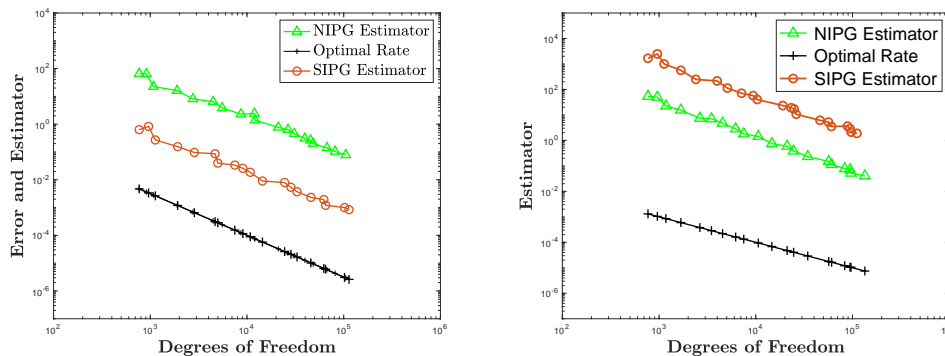 NIPG Estimator
Optimal Rate
SIPG Estimator
10^2
10^0
10^-2
10^-4
10^-6
Error and Estimator
10^2
10^3
10^4
10^5
10^6
Degrees of Freedom
NIPG Estimator
Optimal Rate
SIPG Estimator
10^4
10^2
10^0
10^-2
10^-4
10^-6
Estimator
10^2
10^3
10^4
10^5
Degrees of Freedom